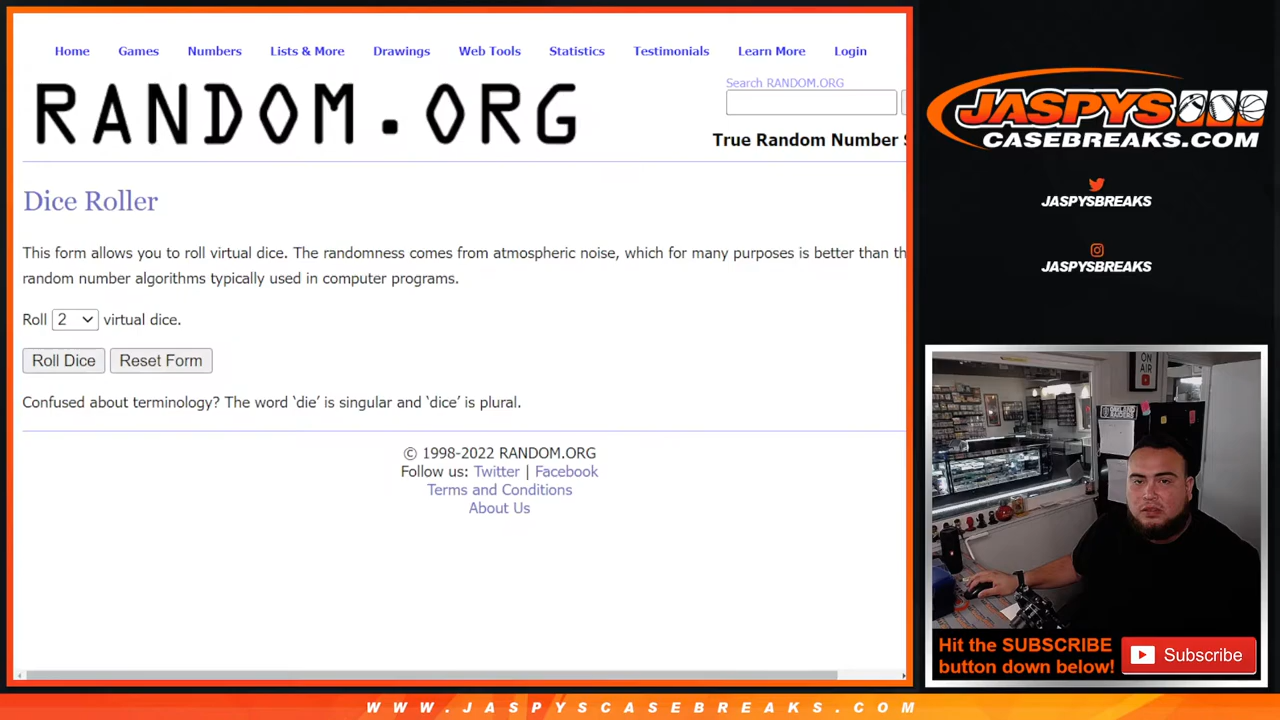 Home Games Numbers Lists & More Drawings Web Tools Statistics Testimonials Learn More Login
RANDOM.ORG
Search RANDOM.ORG
True Random Number S
Dice Roller
This form allows you to roll virtual dice. The randomness comes from atmospheric noise, which for many purposes is better than th
random number algorithms typically used in computer programs.
Roll 2 virtual dice.
Roll Dice Reset Form
Confused about terminology? The word ‘die’ is singular and ‘dice’ is plural.
© 1998-2022 RANDOM.ORG
Follow us: Twitter | Facebook
Terms and Conditions
About Us
JASPYS
CASEBREAKS.COM
JASPYSBREAKS
JASPYSBREAKS
ON
AIR
Hit the SUBSCRIBE
button down below!
Subscribe
WWW.JASPYSCASEBREAKS.COM